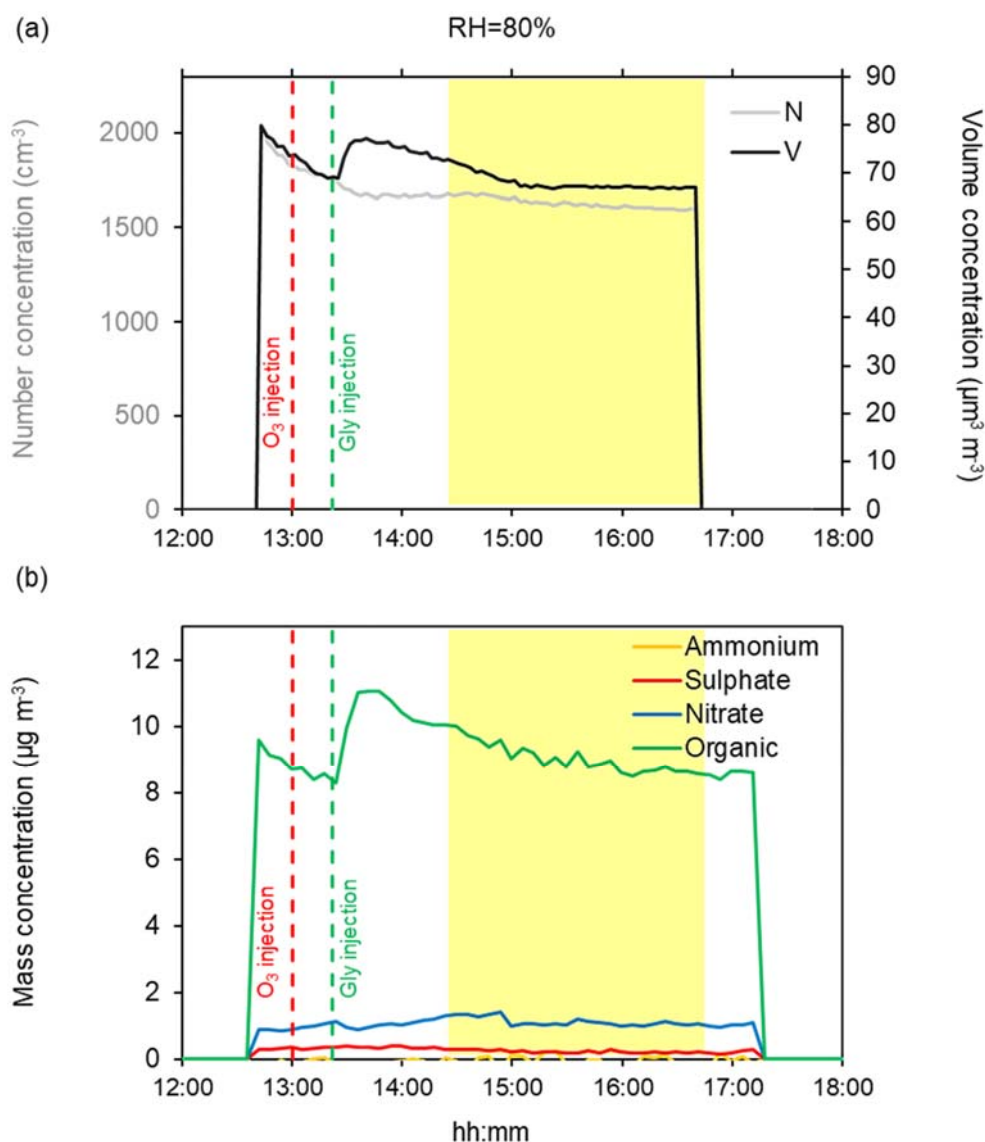 (a)
RH=80%
Number concentration (cm-3)
2000
1500
1000
500
0
O3 injection
Gly injection
N
V
90
80
70
60
50
40
30
20
10
0
Volume concentration (µm³ m-3)
12:00 13:00 14:00 15:00 16:00 17:00 18:00
(b)
Mass concentration (µg m-3)
12
10
8
6
4
2
0
O3 injection
Gly injection
Ammonium
Sulphate
Nitrate
Organic
12:00 13:00 14:00 15:00 16:00 17:00 18:00
hh:mm